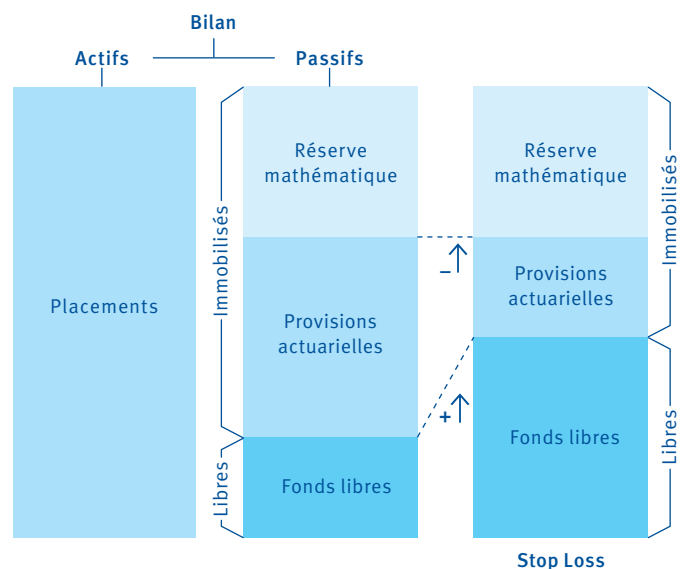 Bilan
Actifs
Passifs
Placements
Immobilisés
Libres
Réserve
mathématique
Provisions
actuarielles
Fonds libres
–
+
Réserve
mathématique
Provisions
actuarielles
Fonds libres
Immobilisés
Libres
Stop Loss